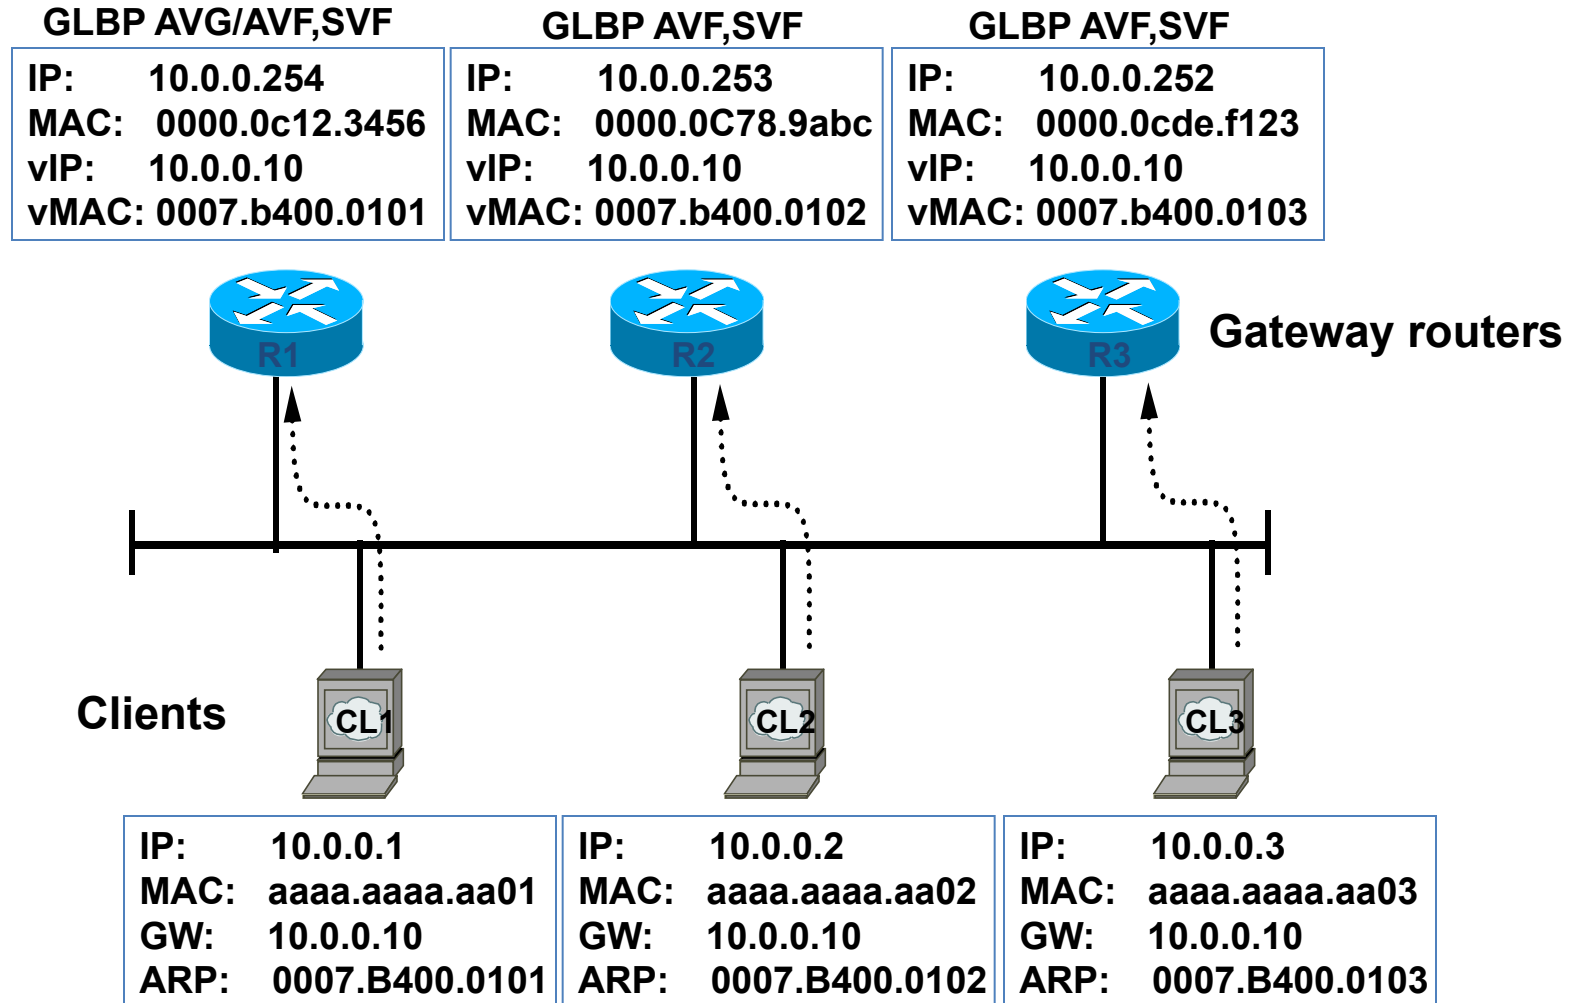 GLBP AVG/AVF,SVF
IP: 10.0.0.254
MAC: 0000.0c12.3456
vIP: 10.0.0.10
vMAC: 0007.b400.0101
GLBP AVF,SVF
IP: 10.0.0.253
MAC: 0000.0C78.9abc
vIP: 10.0.0.10
vMAC: 0007.b400.0102
GLBP AVF,SVF
IP: 10.0.0.252
MAC: 0000.0cde.f123
vIP: 10.0.0.10
vMAC: 0007.b400.0103
R1
R2
R3
Gateway routers
Clients
CL1
CL2
CL3
IP: 10.0.0.1
MAC: aaaa.aaaa.aa01
GW: 10.0.0.10
ARP: 0007.B400.0101
IP: 10.0.0.2
MAC: aaaa.aaaa.aa02
GW: 10.0.0.10
ARP: 0007.B400.0102
IP: 10.0.0.3
MAC: aaaa.aaaa.aa03
GW: 10.0.0.10
ARP: 0007.B400.0103